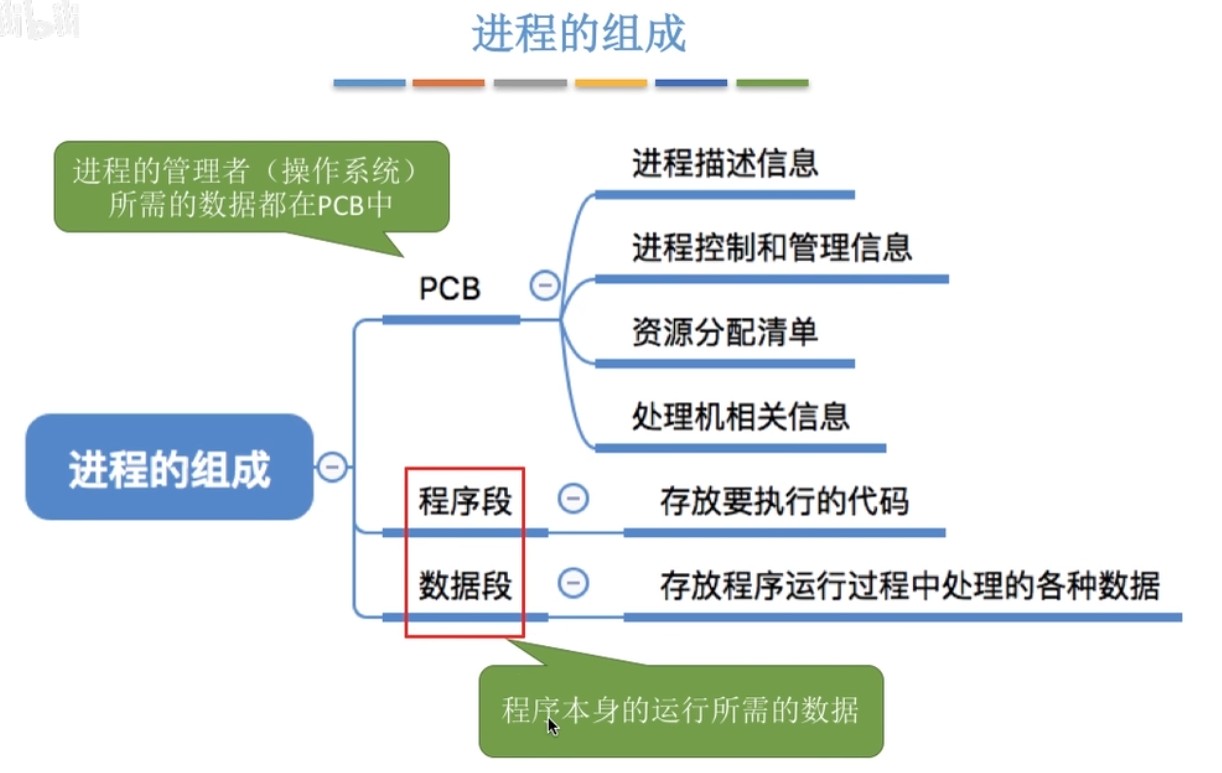 进程的组成
进程的管理者（操作系统）
所需的数据都在PCB中
进程描述信息
进程控制和管理信息
PCB
资源分配清单
处理机相关信息
进程的组成
程序段
存放要执行的代码
数据段
存放程序运行过程中处理的各种数据
程序本身的运行所需的数据